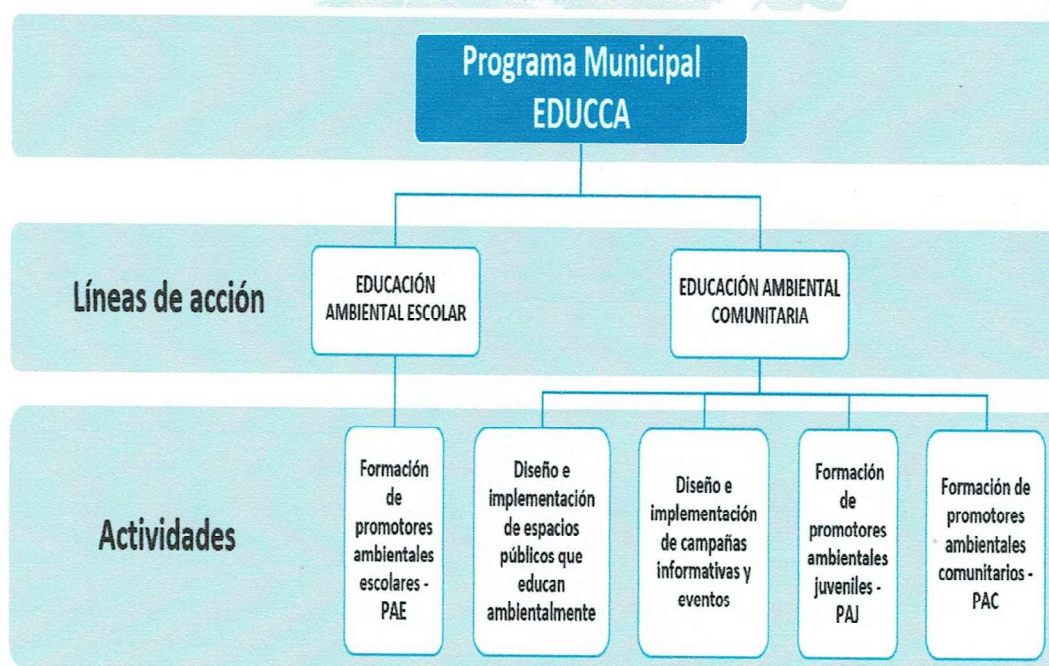 Programa Municipal
EDUCCA
Líneas de acción
EDUCACIÓN
AMBIENTAL ESCOLAR
EDUCACIÓN AMBIENTAL
COMUNITARIA
Actividades
Formación
de
promotores
ambientales
escolares -
PAE
Diseño e
implementación
de espacios
públicos que
educan
ambientalmente
Diseño e
implementación
de campañas
informativas y
eventos
Formación
de
promotores
ambientales
juveniles -
PAJ
Formación de
promotores
ambientales
comunitarios -
PAC